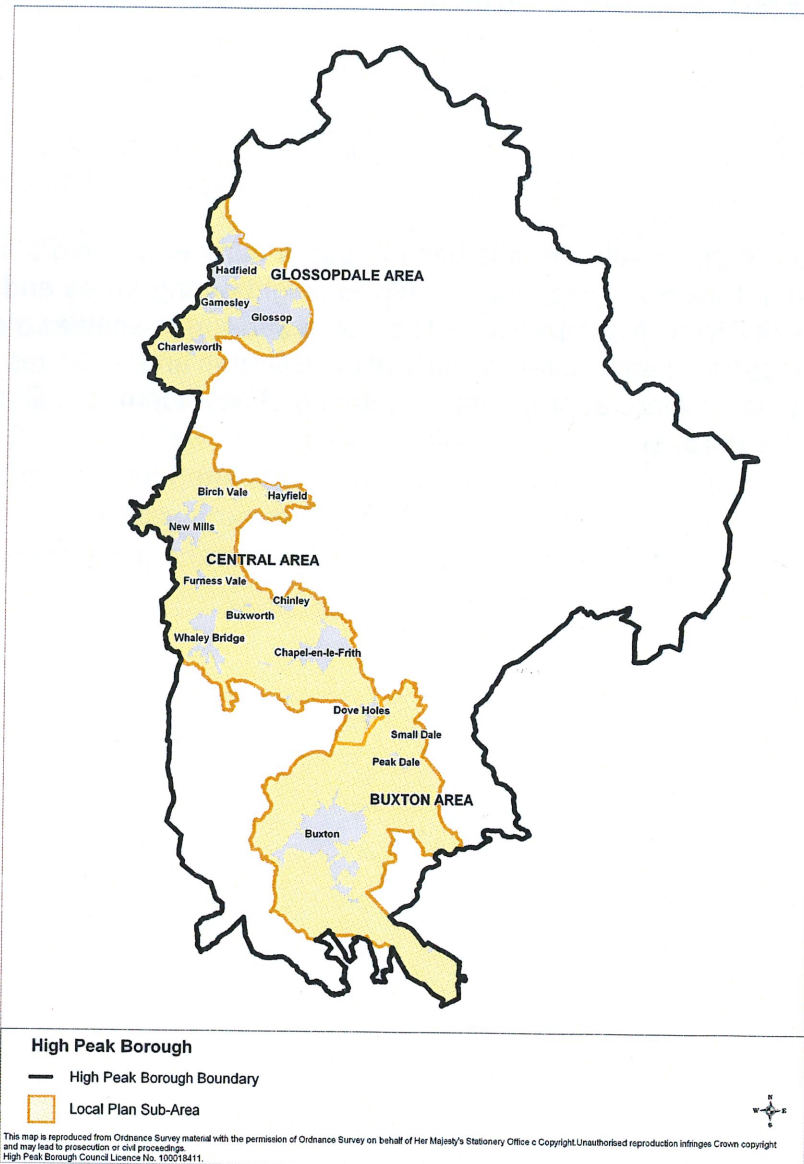 Hadfield
GLOSSOPDALE AREA
Gamesley
Glossop
Charlesworth
Birch Vale
Hayfield
New Mills
CENTRAL AREA
Furness Vale
Chinley
Buxworth
Whaley Bridge
Chapel-en-le-Frith
Dove Holes
Small Dale
Peak Dale
BUXTON AREA
Buxton
High Peak Borough
High Peak Borough Boundary
Local Plan Sub-Area
N
W E
S
This map is reproduced from Ordnance Survey material with the permission of Ordnance Survey on behalf of Her Majesty's Stationery Office c Copyright.Unauthorised reproduction infringes Crown copyright
and may lead to prosecution or civil proceedings.
High Peak Borough Council Licence No. 100018411.